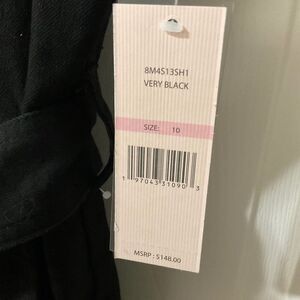 8M4S13SH1
VERY BLACK
SIZE: 10
1 97043 31090 3
MSRP: $148.00